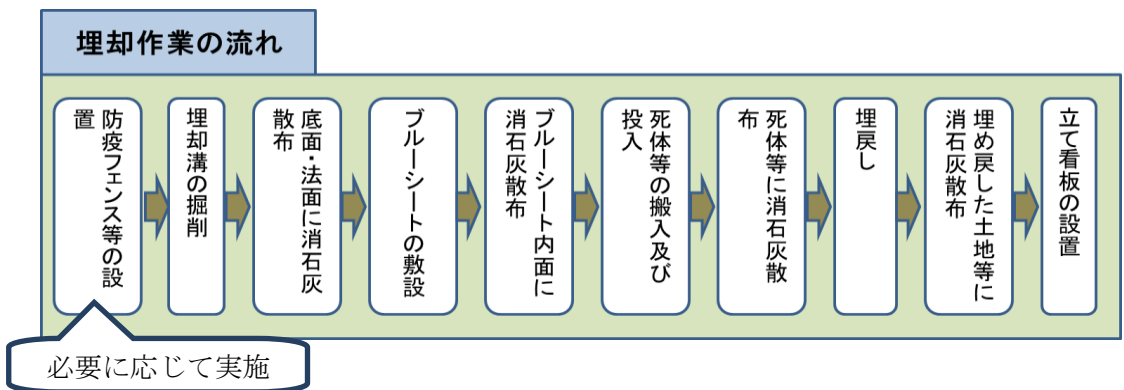 埋却作業の流れ
防疫フェンス等の設
置
埋却溝の掘削
底面・法面に消石灰
散布
ブルーシートの敷設
ブルーシート内面に
消石灰散布
死体等の搬入及び
投入
死体等に消石灰散
布
埋戻し
埋め戻した土地等に
消石灰散布
立て看板の設置
必要に応じて実施